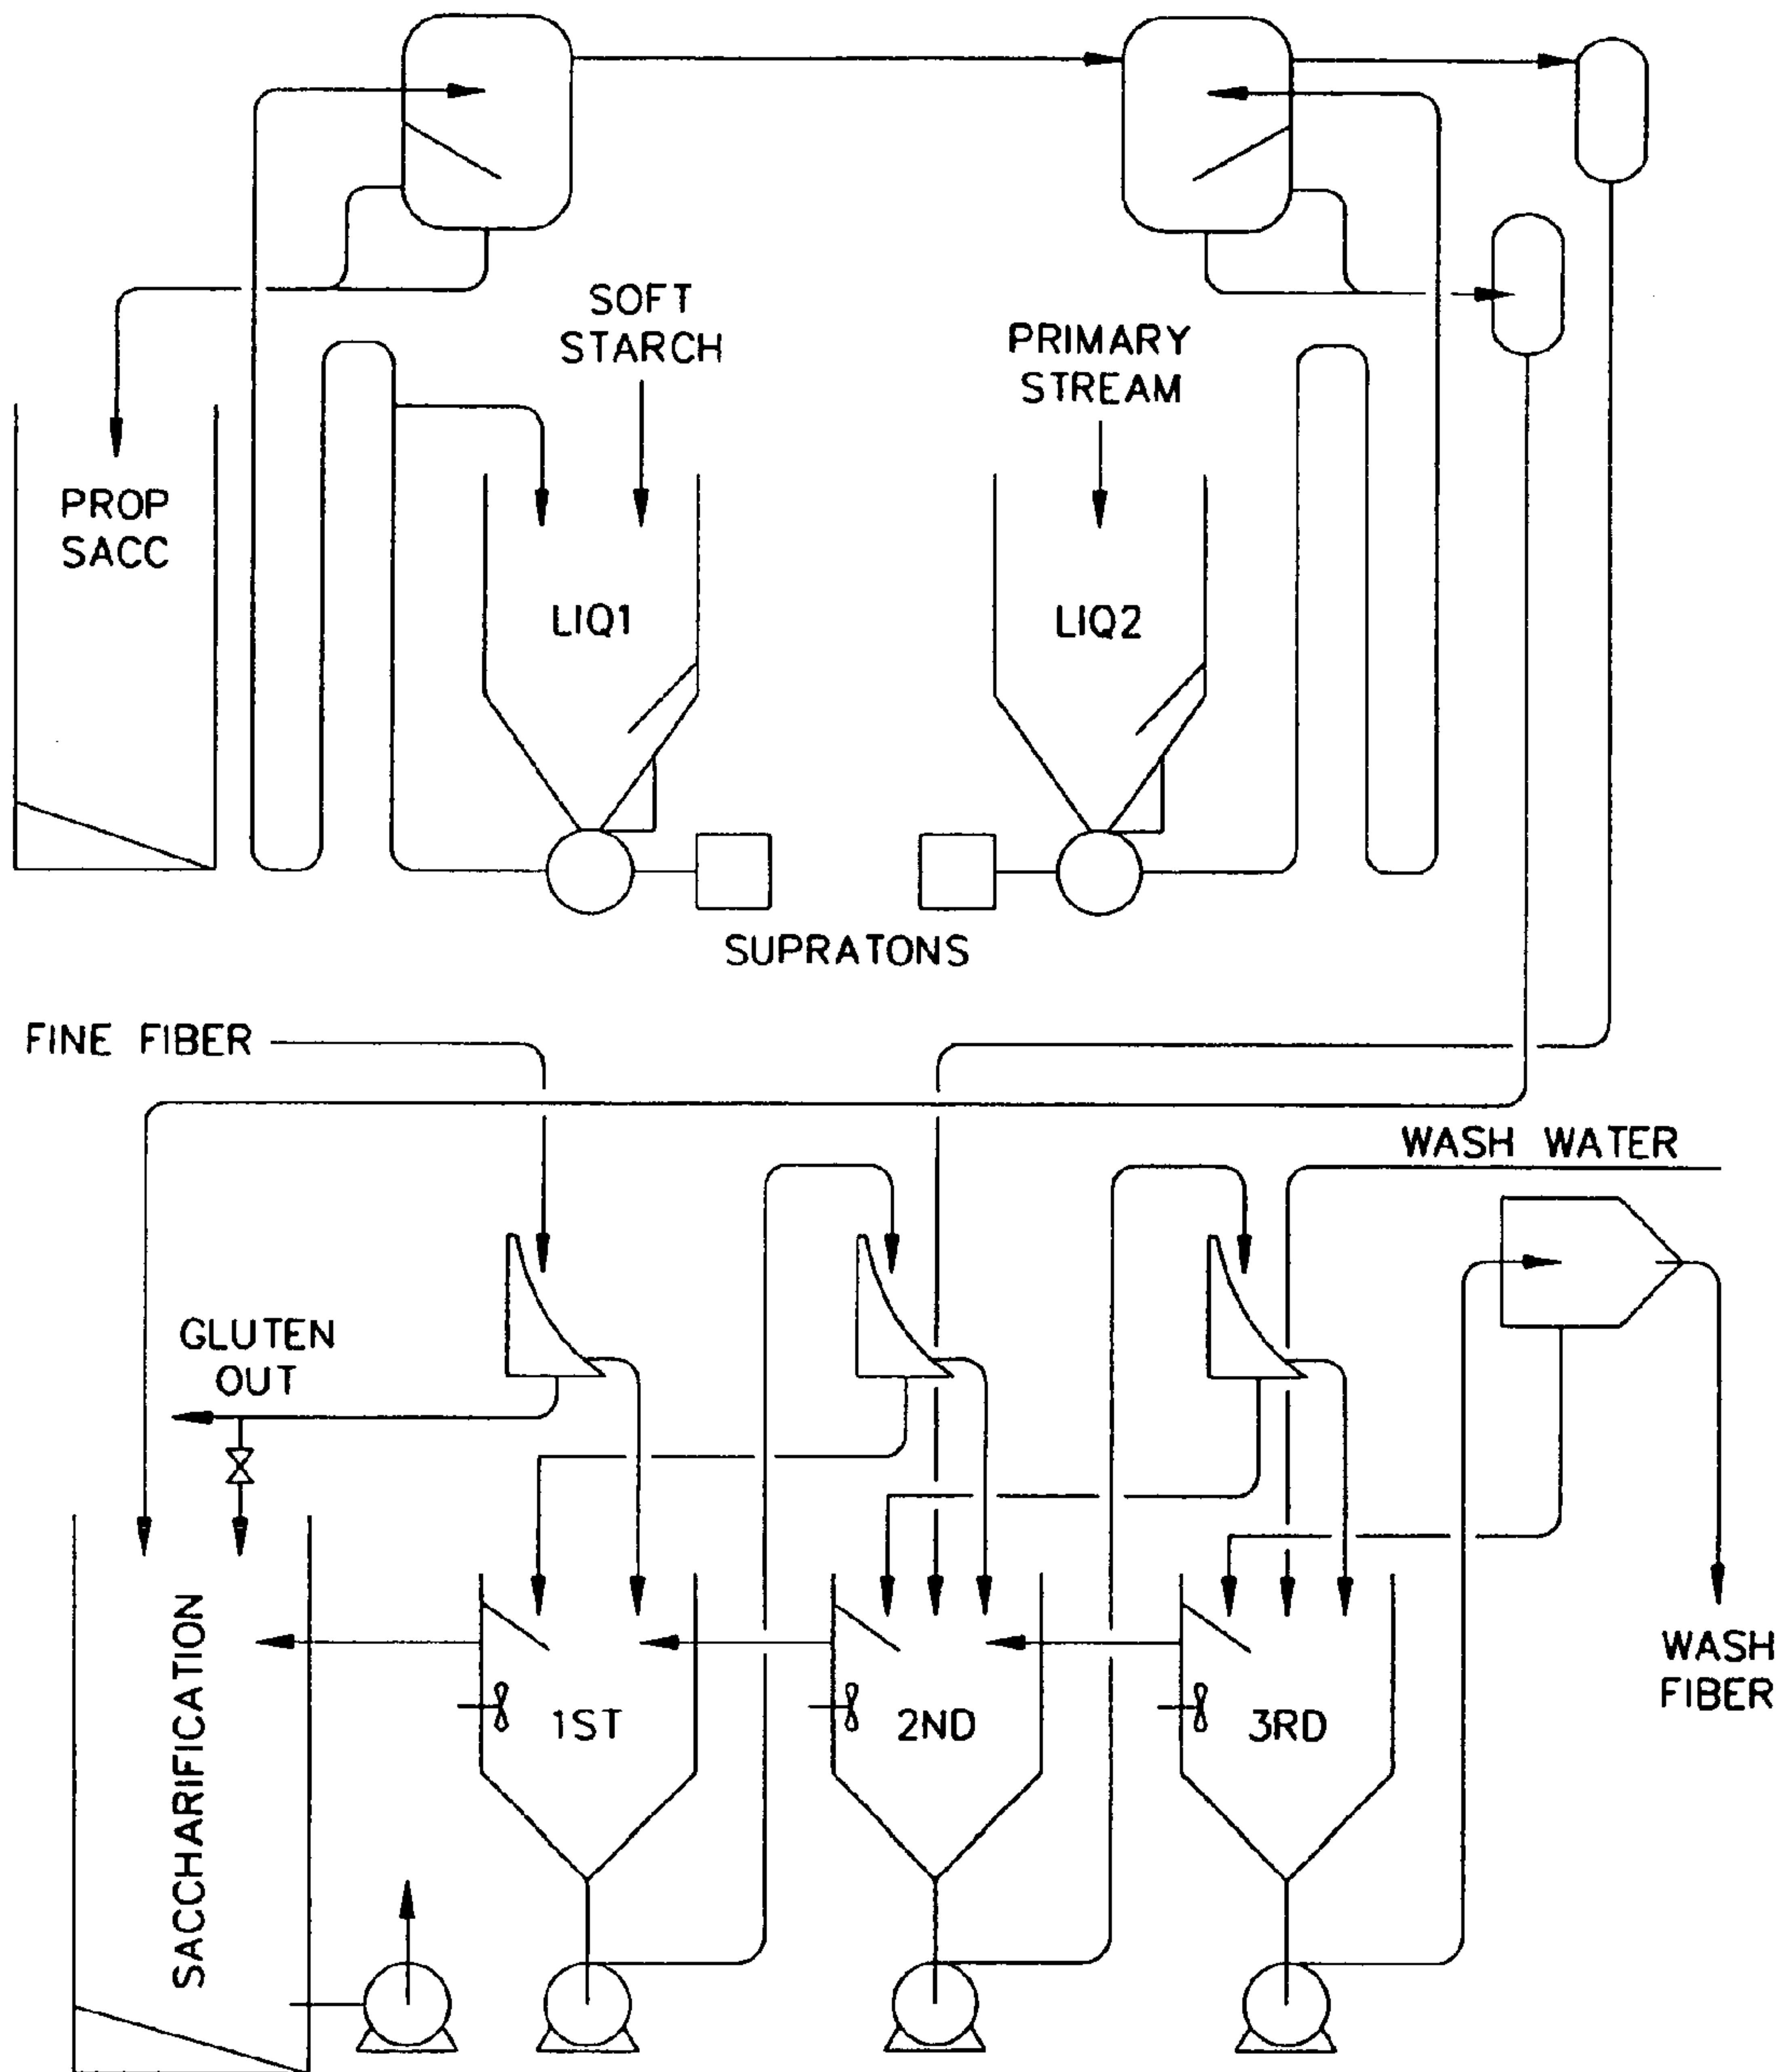 SOFT
STARCH
PRIMARY
STREAM
PROP
SACC
LIQ1
LIQ2
SUPRATONS
FINE FIBER
WASH WATER
GLUTEN
OUT
SACCHARIFICATION
1ST
2ND
3RD
WASH
FIBER